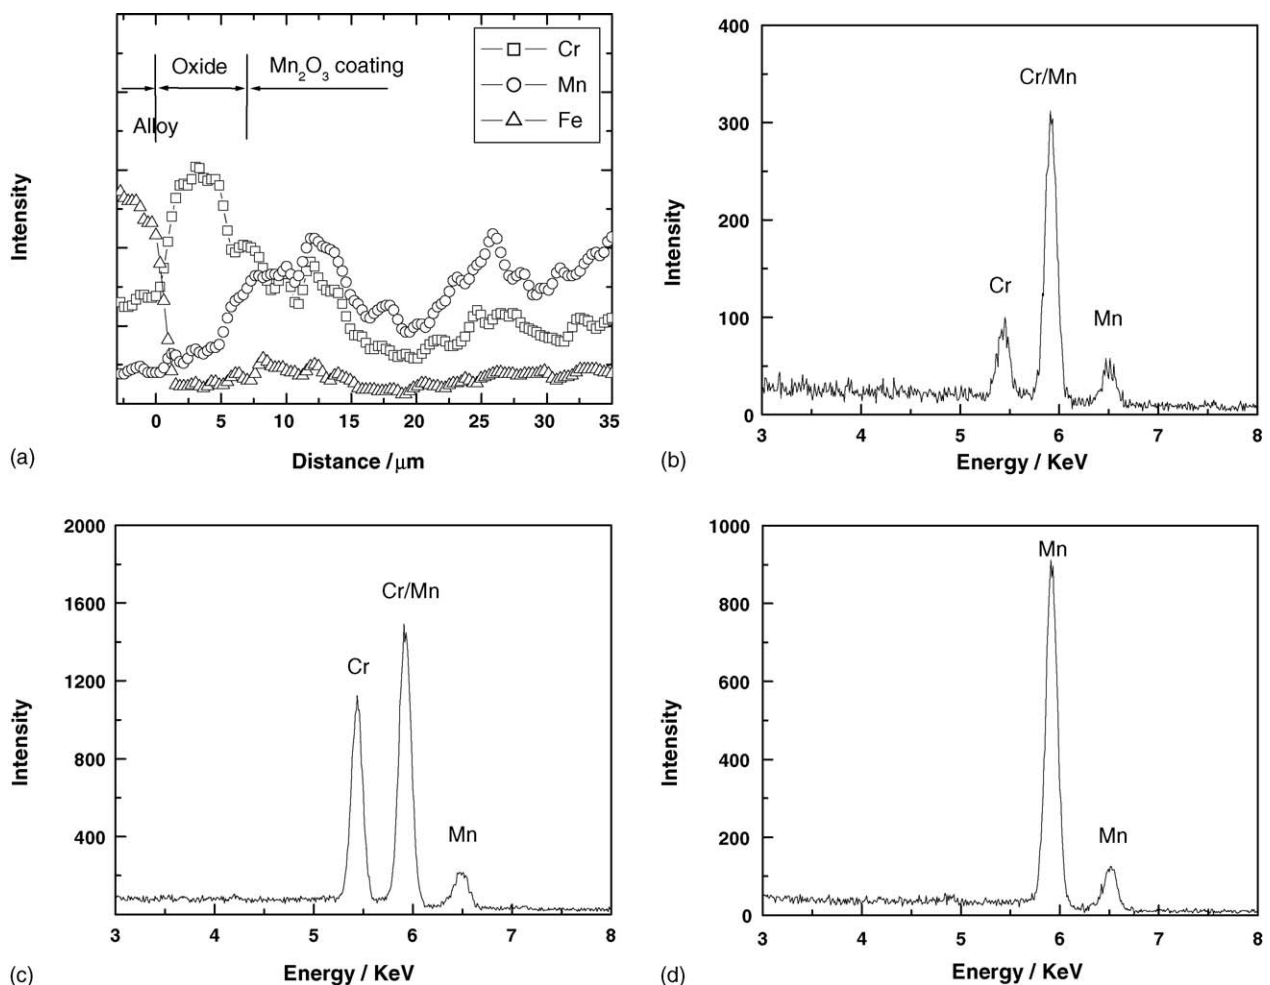 Oxide
Mn₂O₃ coating
Alloy
Cr
Mn
Fe
Intensity
0 5 10 15 20 25 30 35
Distance /μm
(a)
400
300
200
100
0
Cr/Mn
Cr
Mn
Intensity
3 4 5 6 7 8
Energy / KeV
(b)
2000
1600
1200
800
400
Cr/Mn
Cr
Mn
Intensity
3 4 5 6 7 8
Energy / KeV
(c)
1000
800
600
400
200
0
Mn
Mn
Intensity
3 4 5 6 7 8
Energy / KeV
(d)